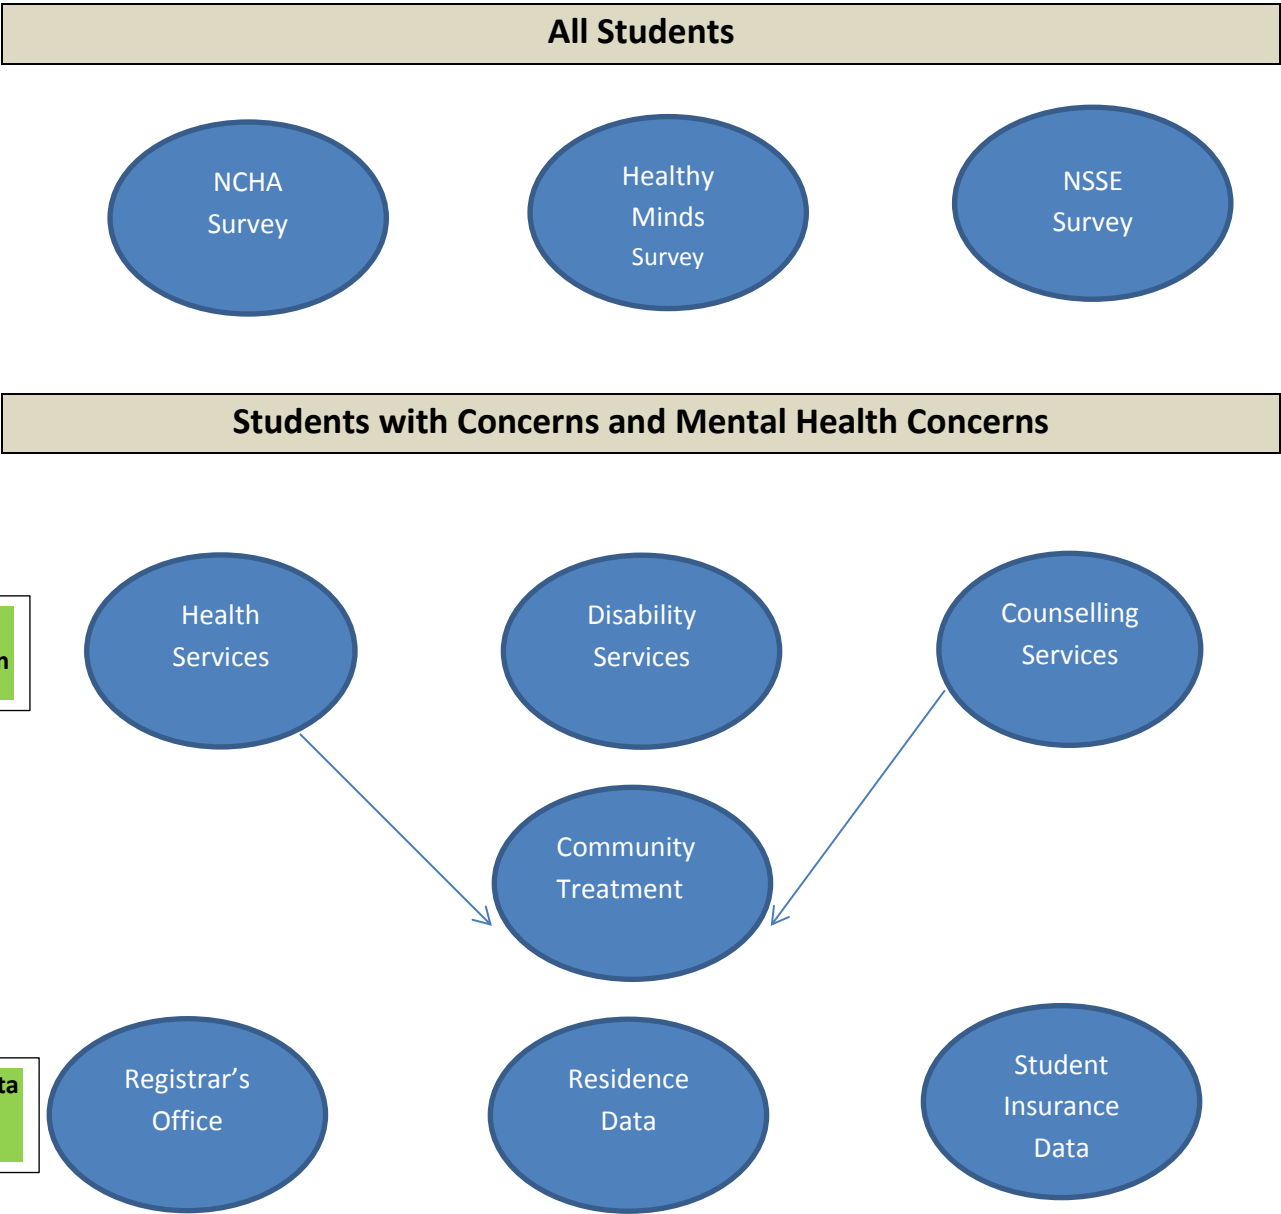 All Students
NCHA
Survey
Healthy
Minds
Survey
NSSE
Survey
Students with Concerns and Mental Health Concerns
Health
Services
Disability
Services
Counselling
Services
Community
Treatment
Registrar’s
Office
Residence
Data
Student
Insurance
Data